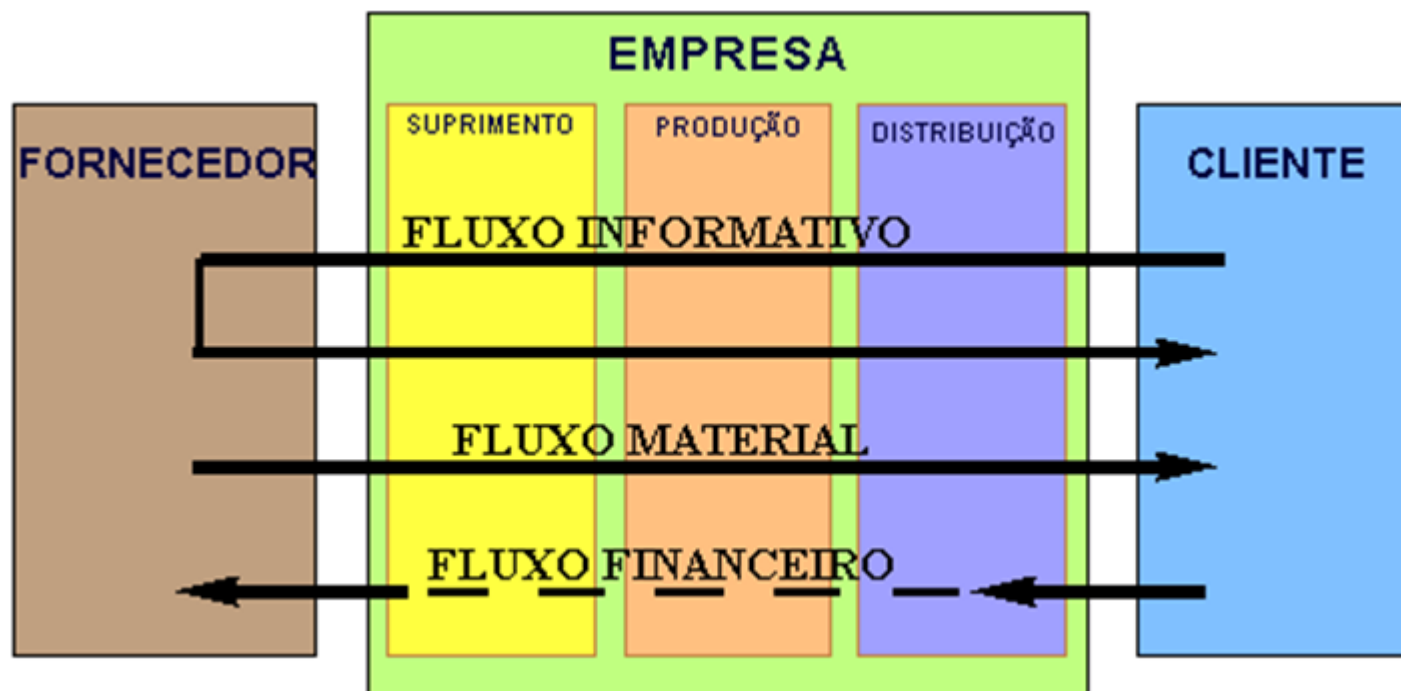 EMPRESA
SUPRIMENTO
PRODUÇÃO
DISTRIBUIÇÃO
FORNECEDOR
CLIENTE
FLUXO INFORMATIVO
FLUXO MATERIAL
FLUXO FINANCEIRO